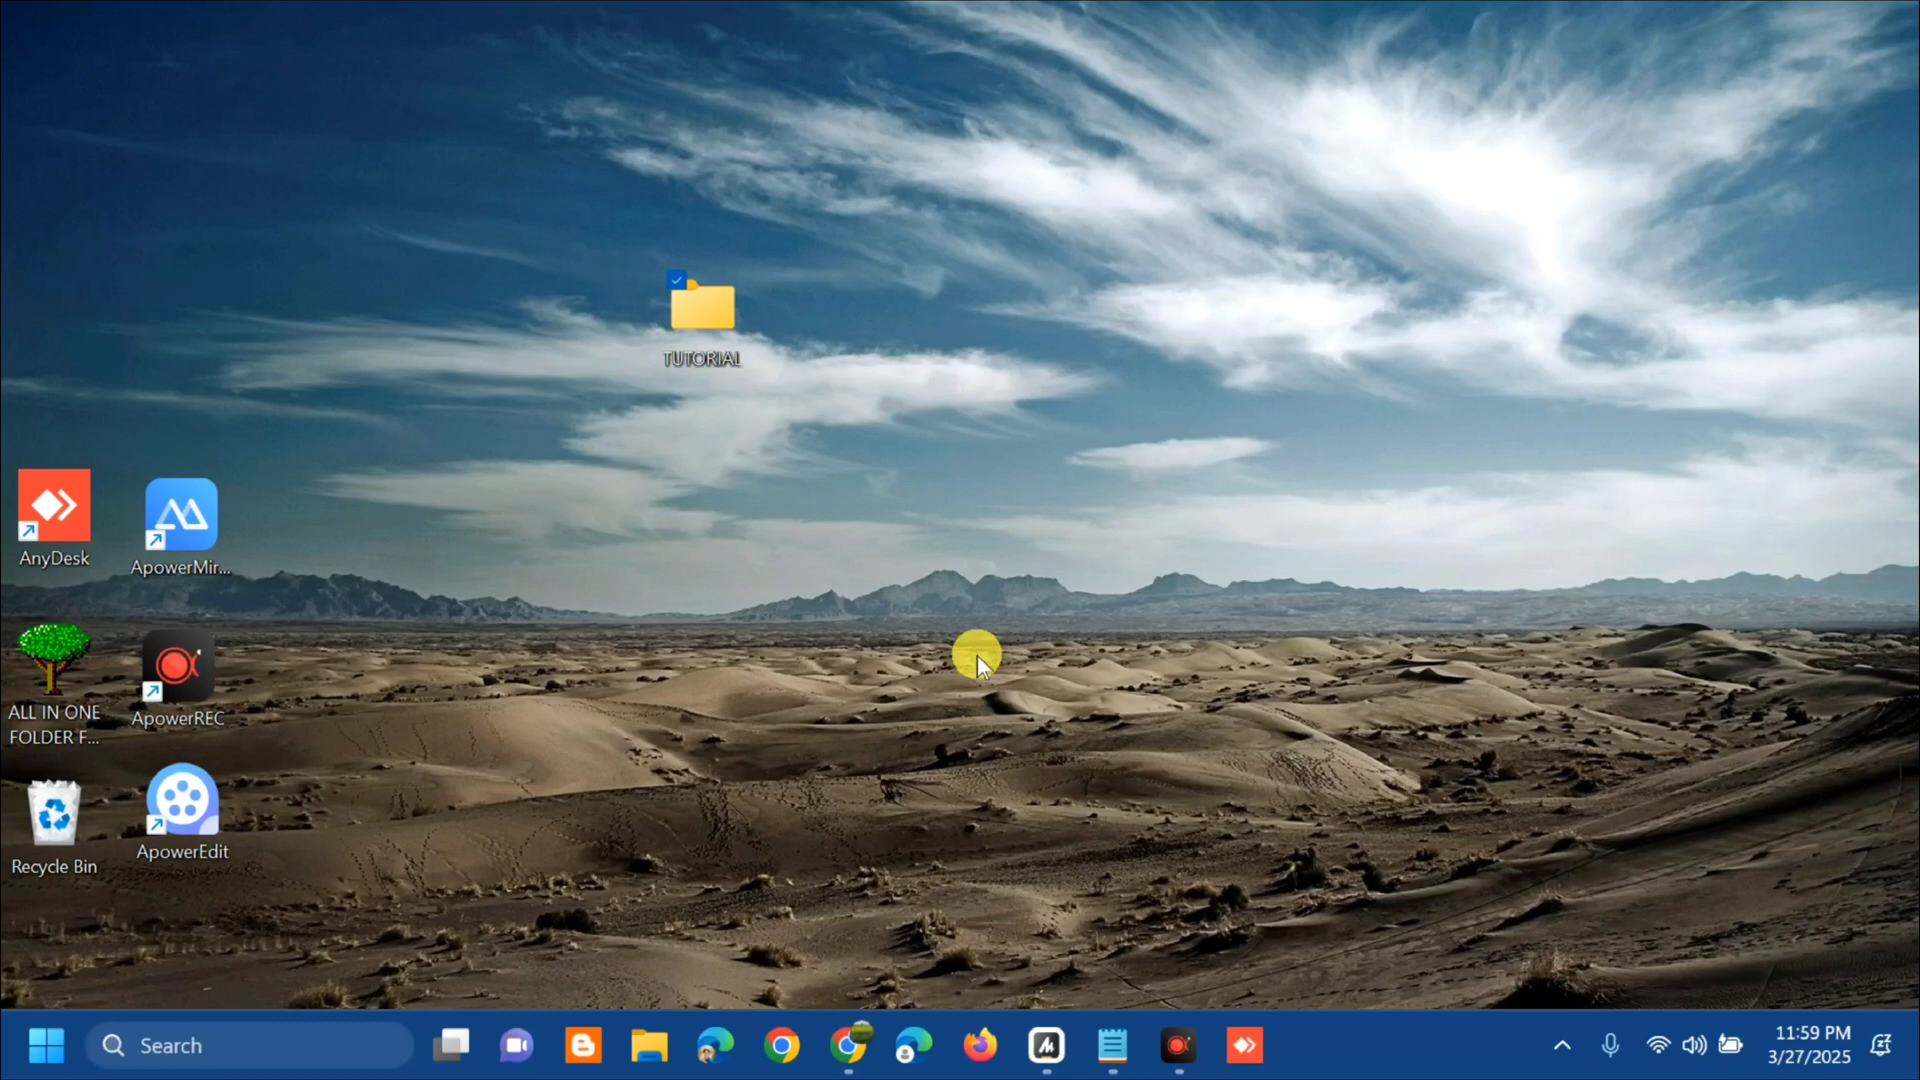 TUTORIAL
AnyDesk
ApowerMir...
ALL IN ONE
FOLDER F...
ApowerREC
Recycle Bin
ApowerEdit
Search
11:59 PM
3/27/2025